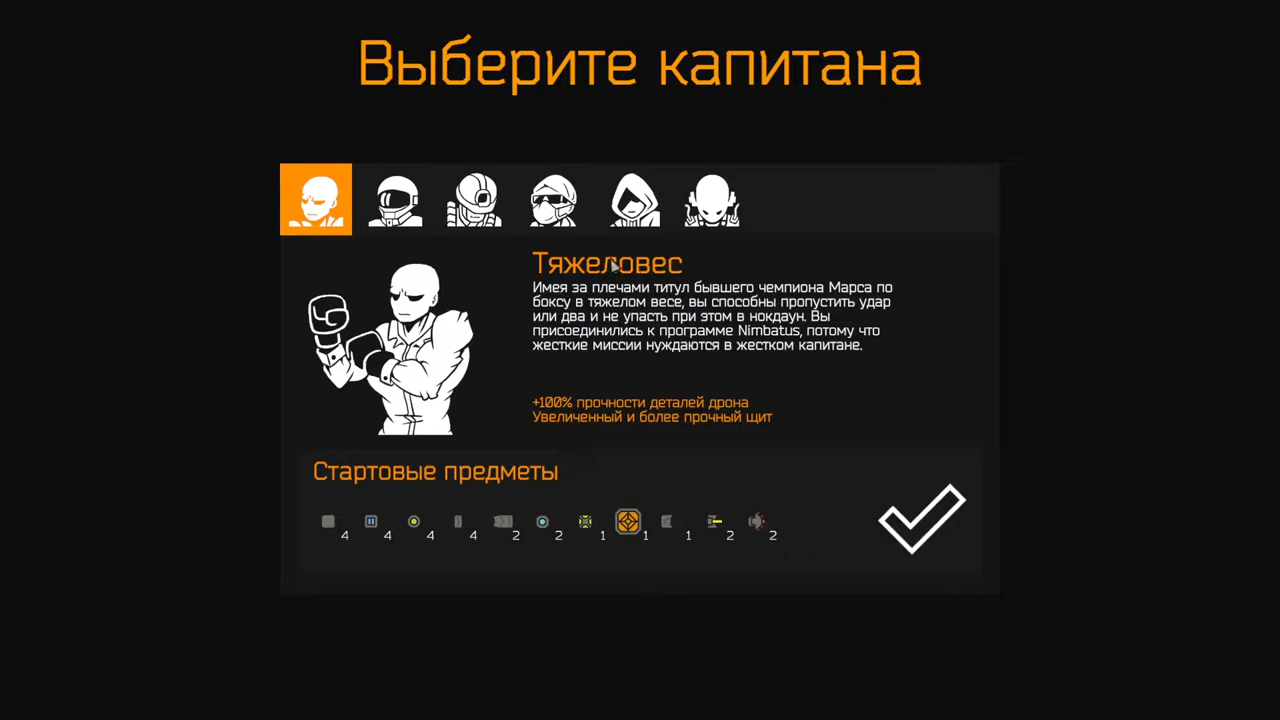 Выберите капитана
Тяжеловес
Имея за плечами титул бывшего чемпиона Марса по
боксу в тяжелом весе, вы способны пропустить удар
или два и не упасть при этом в нокдаун. Вы
присоединились к программе Nimbatus, потому что
жесткие миссии нуждаются в жестком капитане.
+100% прочности деталей дрона
Увеличенный и более прочный щит
Стартовые предметы
4 4 4 4 2 2 1 1 1 2 2